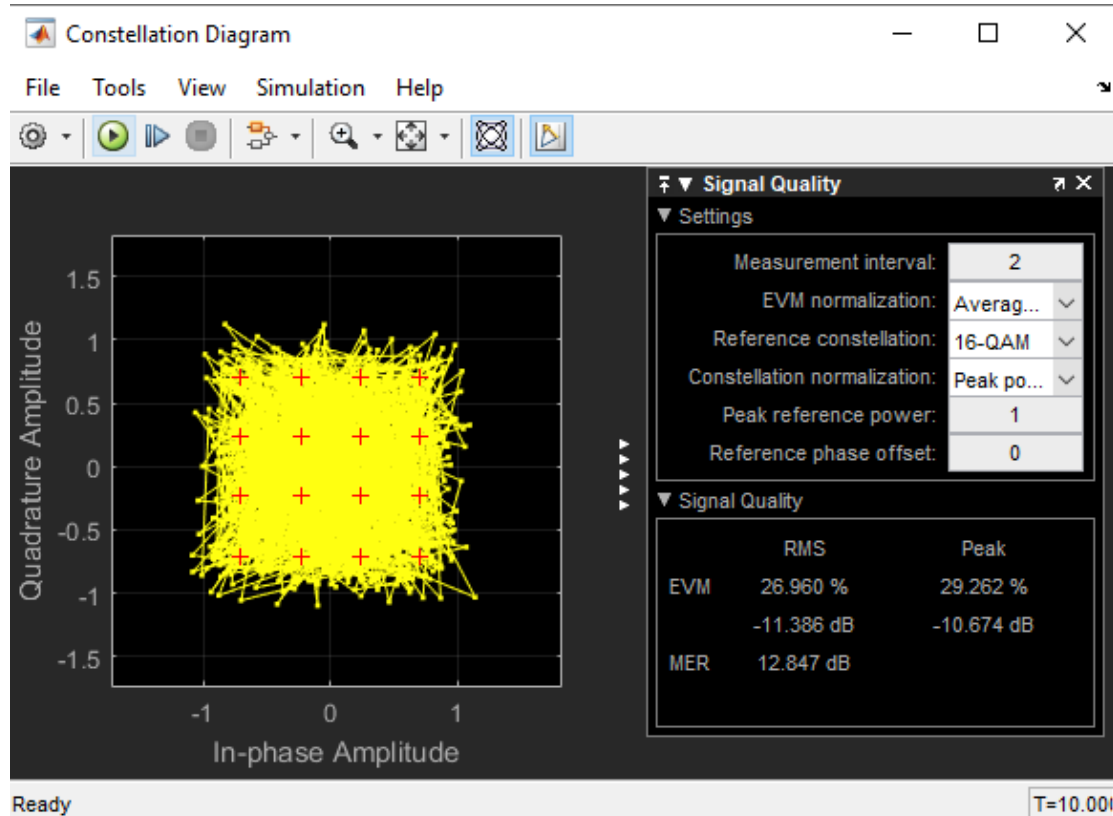 Constellation Diagram
File Tools View Simulation Help
Signal Quality
Settings
Measurement interval: 2
EVM normalization: Averag...
Reference constellation: 16-QAM
Constellation normalization: Peak po...
Peak reference power: 1
Reference phase offset: 0
Signal Quality
RMS Peak
EVM 26.960 % 29.262 %
-11.386 dB -10.674 dB
MER 12.847 dB
Quadrature Amplitude
1.5
1
0.5
0
-0.5
-1
-1.5
-1 0 1
In-phase Amplitude
Ready T=10.000